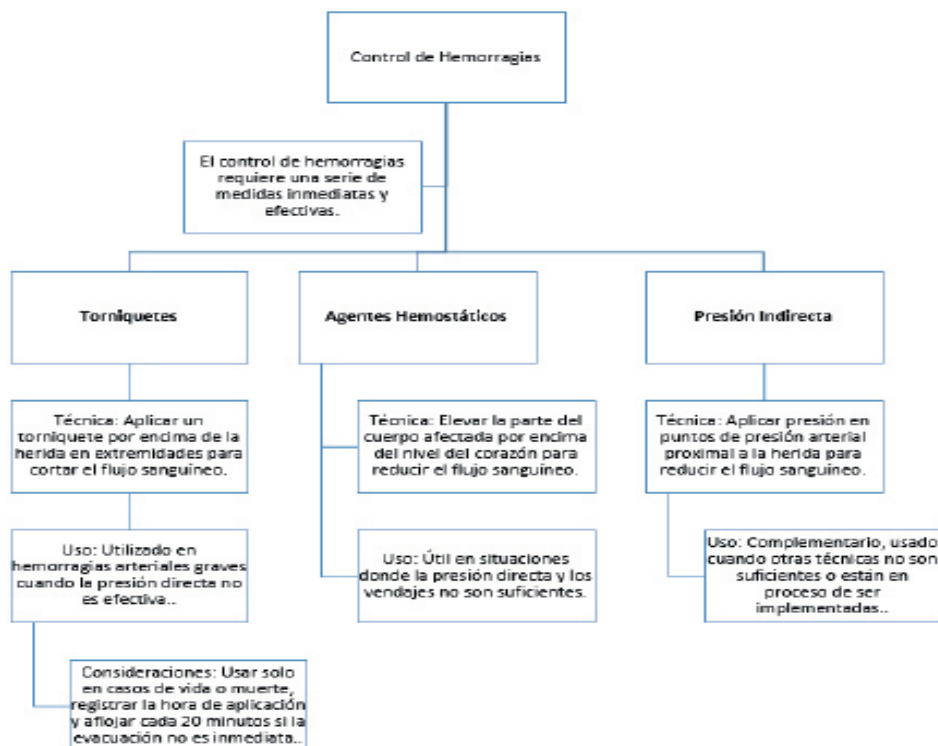 Control de Hemorragias
El control de hemorragias
requiere una serie de
medidas inmediatas y
efectivas.
Torniquetes
Agentes Hemostáticos
Presión Indirecta
Técnica: Aplicar un
torniquete por encima de la
herida en extremidades para
cortar el flujo sanguíneo.
Técnica: Elevar la parte del
cuerpo afectada por encima
del nivel del corazón para
reducir el flujo sanguíneo.
Técnica: Aplicar presión en
puntos de presión arterial
proximal a la herida para
reducir el flujo sanguíneo.
Uso: Utilizado en
hemorragias arteriales graves
cuando la presión directa no
es efectiva..
Uso: Útil en situaciones
donde la presión directa y los
vendajes no son suficientes.
Uso: Complementario, usado
cuando otras técnicas no son
suficientes o están en
proceso de ser
implementadas..
Consideraciones: Usar solo
en casos de vida o muerte,
registrar la hora de aplicación
y aflojar cada 20 minutos si la
evacuación no es inmediata..